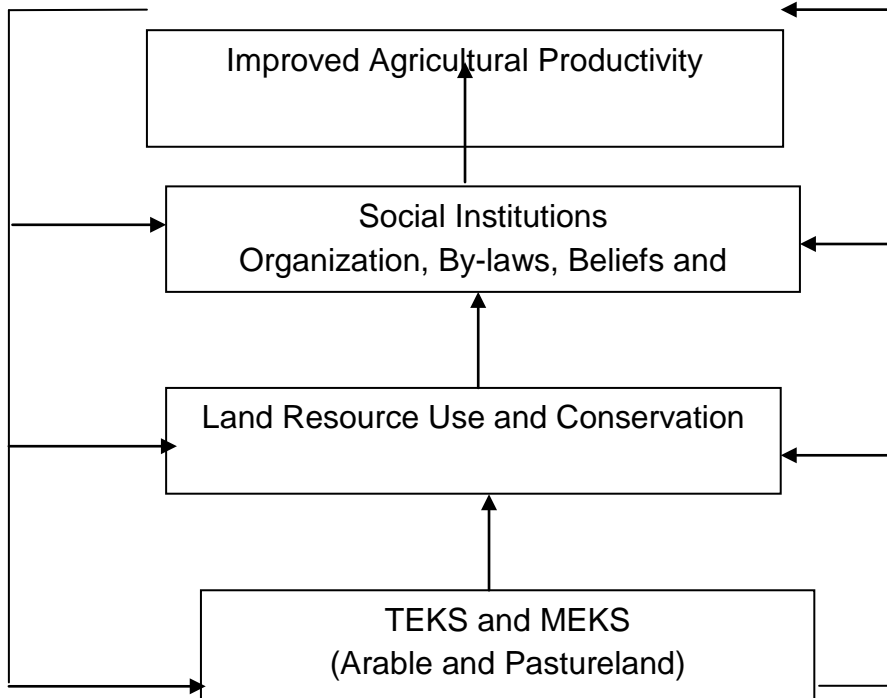 Improved Agricultural Productivity
Social Institutions
Organization, By-laws, Beliefs and
Land Resource Use and Conservation
TEKS and MEKS
(Arable and Pastureland)